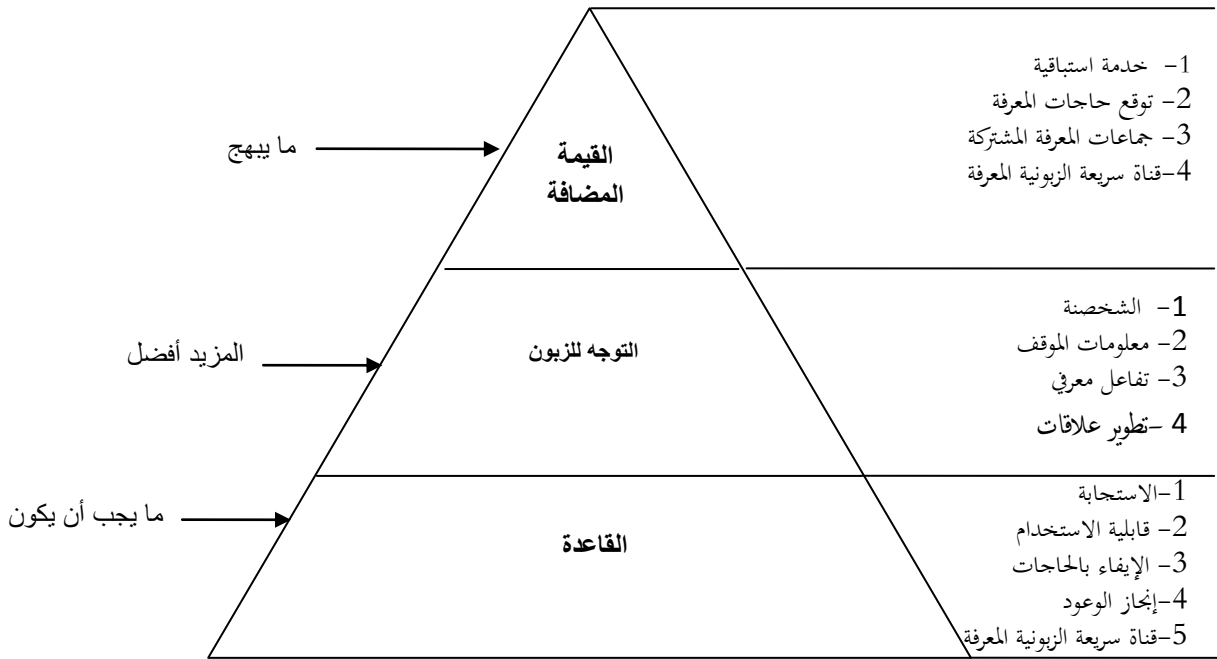 1- خدمة استباقية
2- توقع حاجات المعرفة
3- جماعات المعرفة المشتركة
4-قناة سريعة الزبونية المعرفة
القيمة
المضافة
ما يبهج
1- الشخصنة
2- معلومات الموقف
3- تفاعل معرفي
4 -تطوير علاقات
التوجه للزبون
المزيد أفضل
1-الاستجابة
2- قابلية الاستخدام
3- الإيفاء بالحاجات
4-إنجاز الوعود
5-قناة سريعة الزبونية المعرفة
القاعدة
ما يجب أن يكون